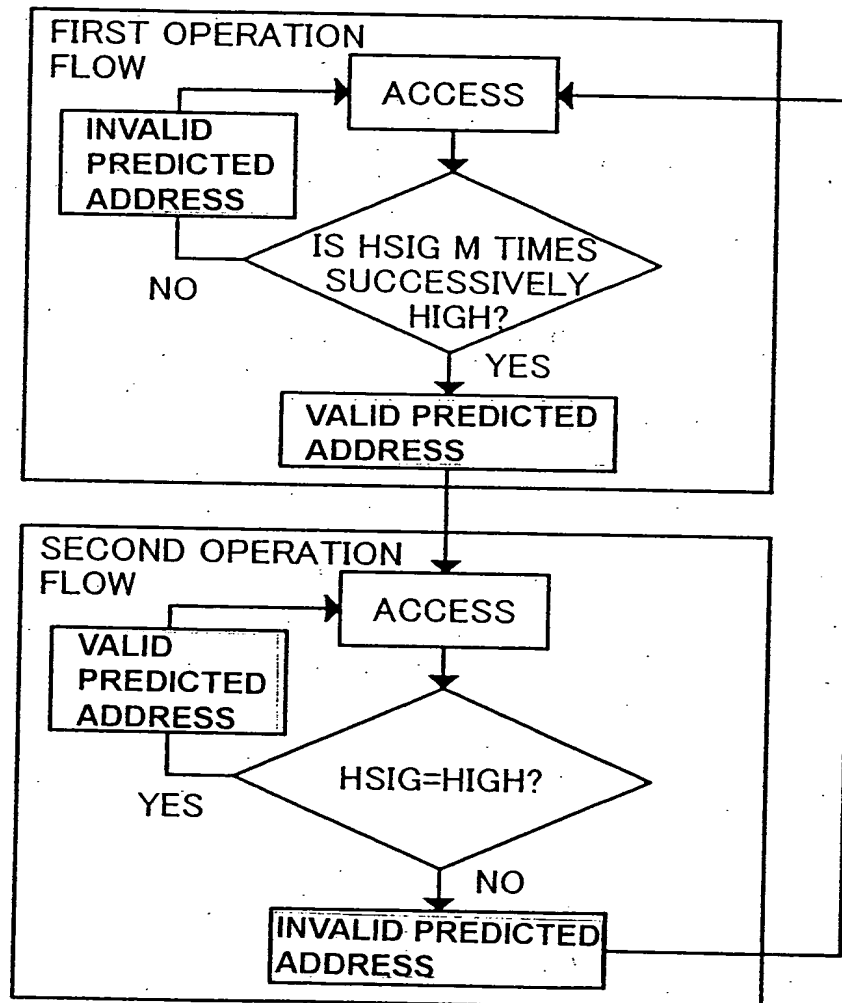 FIRST OPERATION
FLOW
ACCESS
INVALID
PREDICTED
ADDRESS
IS HSIG M TIMES
SUCCESSIVELY
HIGH?
NO
YES
VALID PREDICTED
ADDRESS
SECOND OPERATION
FLOW
ACCESS
VALID
PREDICTED
ADDRESS
HSIG=HIGH?
YES
NO
INVALID PREDICTED
ADDRESS